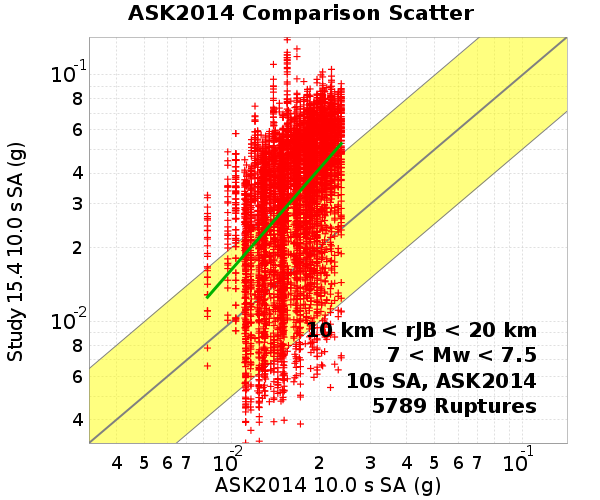 ASK2014 Comparison Scatter
Study 15.4 10.0 s SA (g)
10⁻¹
8
6
4
3
2
10⁻²
8
6
4
10 km < rJB < 20 km
7 < Mw < 7.5
10s SA, ASK2014
5789 Ruptures
4 5 6 7 10⁻² 2 3 4 5 6 7 10⁻¹
ASK2014 10.0 s SA (g)